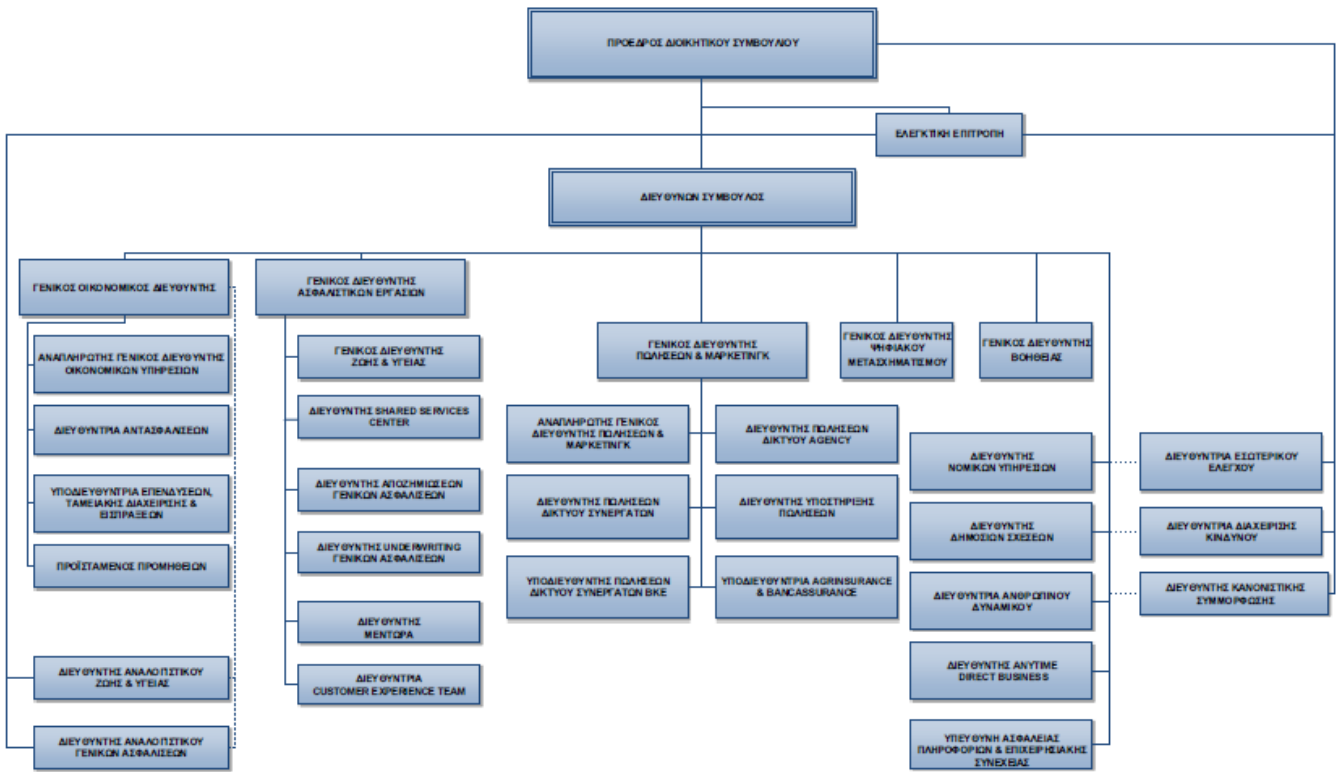 ΠΡΟΕΔΡΟΣ ΔΙΟΙΚΗΤΙΚΟΥ ΣΥΜΒΟΥΛΙΟΥ
ΕΛΕΓΚΤΙΚΗ ΕΠΙΤΡΟΠΗ
ΔΙΕΥΘΥΝΩΝ ΣΥΜΒΟΥΛΟΣ
ΓΕΝΙΚΟΣ ΟΙΚΟΝΟΜΙΚΟΣ ΔΙΕΥΘΥΝΤΗΣ
ΑΝΑΠΛΗΡΩΤΗΣ ΓΕΝΙΚΟΣ ΔΙΕΥΘΥΝΤΗΣ
ΟΙΚΟΝΟΜΙΚΩΝ ΥΠΗΡΕΣΙΩΝ
ΔΙΕΥΘΥΝΤΡΙΑ ΑΝΤΑΣΦΑΛΙΣΕΩΝ
ΥΠΟΔΙΕΥΘΥΝΤΡΙΑ ΕΠΕΝΔΥΣΕΩΝ,
ΤΑΜΕΙΑΚΗΣ ΔΙΑΧΕΙΡΙΣΗΣ &
ΕΙΣΠΡΑΞΕΩΝ
ΠΡΟΪΣΤΑΜΕΝΟΣ ΠΡΟΜΗΘΕΙΩΝ
ΔΙΕΥΘΥΝΤΗΣ ΑΝΑΛΟΓΙΣΤΙΚΟΥ
ΖΩΗΣ & ΥΓΕΙΑΣ
ΔΙΕΥΘΥΝΤΗΣ ΑΝΑΛΟΓΙΣΤΙΚΟΥ
ΓΕΝΙΚΩΝ ΑΣΦΑΛΙΣΕΩΝ
ΓΕΝΙΚΟΣ ΔΙΕΥΘΥΝΤΗΣ
ΑΣΦΑΛΙΣΤΙΚΩΝ ΕΡΓΑΣΙΩΝ
ΓΕΝΙΚΟΣ ΔΙΕΥΘΥΝΤΗΣ
ΖΩΗΣ & ΥΓΕΙΑΣ
ΔΙΕΥΘΥΝΤΗΣ SHARED SERVICES
CENTER
ΔΙΕΥΘΥΝΤΗΣ ΑΠΟΖΗΜΙΩΣΕΩΝ
ΓΕΝΙΚΩΝ ΑΣΦΑΛΙΣΕΩΝ
ΔΙΕΥΘΥΝΤΗΣ UNDERWRITING
ΓΕΝΙΚΩΝ ΑΣΦΑΛΙΣΕΩΝ
ΔΙΕΥΘΥΝΤΗΣ
ΜΕΝΤΩΡΑ
ΔΙΕΥΘΥΝΤΡΙΑ
CUSTOMER EXPERIENCE TEAM
ΓΕΝΙΚΟΣ ΔΙΕΥΘΥΝΤΗΣ
ΠΩΛΗΣΕΩΝ & ΜΑΡΚΕΤΙΝΓΚ
ΑΝΑΠΛΗΡΩΤΗΣ ΓΕΝΙΚΟΣ
ΔΙΕΥΘΥΝΤΗΣ ΠΩΛΗΣΕΩΝ &
ΜΑΡΚΕΤΙΝΓΚ
ΔΙΕΥΘΥΝΤΗΣ ΠΩΛΗΣΕΩΝ
ΔΙΚΤΥΟΥ AGENCY
ΔΙΕΥΘΥΝΤΗΣ ΠΩΛΗΣΕΩΝ
ΔΙΚΤΥΟΥ ΣΥΝΕΡΓΑΤΩΝ
ΔΙΕΥΘΥΝΤΗΣ ΥΠΟΣΤΗΡΙΞΗΣ
ΠΩΛΗΣΕΩΝ
ΥΠΟΔΙΕΥΘΥΝΤΗΣ ΠΩΛΗΣΕΩΝ
ΔΙΚΤΥΟΥ ΣΥΝΕΡΓΑΤΩΝ ΒΚΕ
ΥΠΟΔΙΕΥΘΥΝΤΡΙΑ AGRINSURANCE
& BANCASSURANCE
ΓΕΝΙΚΟΣ ΔΙΕΥΘΥΝΤΗΣ
ΨΗΦΙΑΚΟΥ
ΜΕΤΑΣΧΗΜΑΤΙΣΜΟΥ
ΓΕΝΙΚΟΣ ΔΙΕΥΘΥΝΤΗΣ
ΒΟΗΘΕΙΑΣ
ΔΙΕΥΘΥΝΤΗΣ
ΝΟΜΙΚΩΝ ΥΠΗΡΕΣΙΩΝ
ΔΙΕΥΘΥΝΤΗΣ
ΔΗΜΟΣΙΩΝ ΣΧΕΣΕΩΝ
ΔΙΕΥΘΥΝΤΡΙΑ ΑΝΘΡΩΠΙΝΟΥ
ΔΥΝΑΜΙΚΟΥ
ΔΙΕΥΘΥΝΤΗΣ ANYTIME
DIRECT BUSINESS
ΥΠΕΥΘΥΝΗ ΑΣΦΑΛΕΙΑΣ
ΠΛΗΡΟΦΟΡΙΩΝ & ΕΠΙΧΕΙΡΗΣΙΑΚΗΣ
ΣΥΝΕΧΕΙΑΣ
ΔΙΕΥΘΥΝΤΡΙΑ ΕΣΩΤΕΡΙΚΟΥ
ΕΛΕΓΧΟΥ
ΔΙΕΥΘΥΝΤΡΙΑ ΔΙΑΧΕΙΡΙΣΗΣ
ΚΙΝΔΥΝΟΥ
ΔΙΕΥΘΥΝΤΗΣ ΚΑΝΟΝΙΣΤΙΚΗΣ
ΣΥΜΜΟΡΦΩΣΗΣ